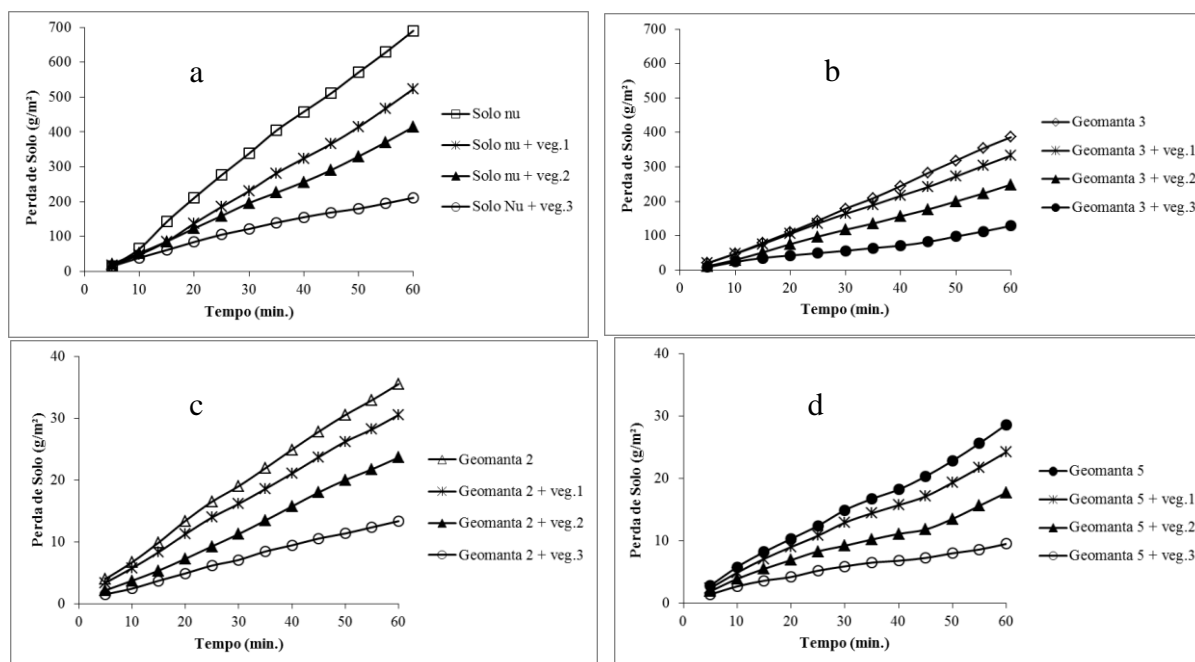 a
Perda de Solo (g/m²)
700
600
500
400
300
200
100
0
0 10 20 30 40 50 60
Tempo (min.)
Solo nu
Solo nu + veg.1
Solo nu + veg.2
Solo Nu + veg.3
b
Perda de Solo (g/m²)
700
600
500
400
300
200
100
0
0 10 20 30 40 50 60
Tempo (min.)
Geomanta 3
Geomanta 3 + veg.1
Geomanta 3 + veg.2
Geomanta 3 + veg.3
c
Perda de Solo (g/m²)
40
30
20
10
0
0 10 20 30 40 50 60
Tempo (min.)
Geomanta 2
Geomanta 2 + veg.1
Geomanta 2 + veg.2
Geomanta 2 + veg.3
d
Perda de Solo (g/m²)
40
30
20
10
0
0 10 20 30 40 50 60
Tempo (min.)
Geomanta 5
Geomanta 5 + veg.1
Geomanta 5 + veg.2
Geomanta 5 + veg.3